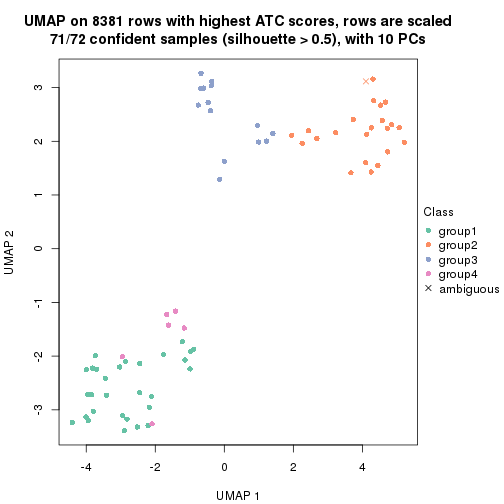 UMAP on 8381 rows with highest ATC scores, rows are scaled
71/72 confident samples (silhouette > 0.5), with 10 PCs
3
2
1
0
-1
-2
-3
UMAP 2
-4
-2
0
2
4
UMAP 1
Class
group1
group2
group3
group4
ambiguous